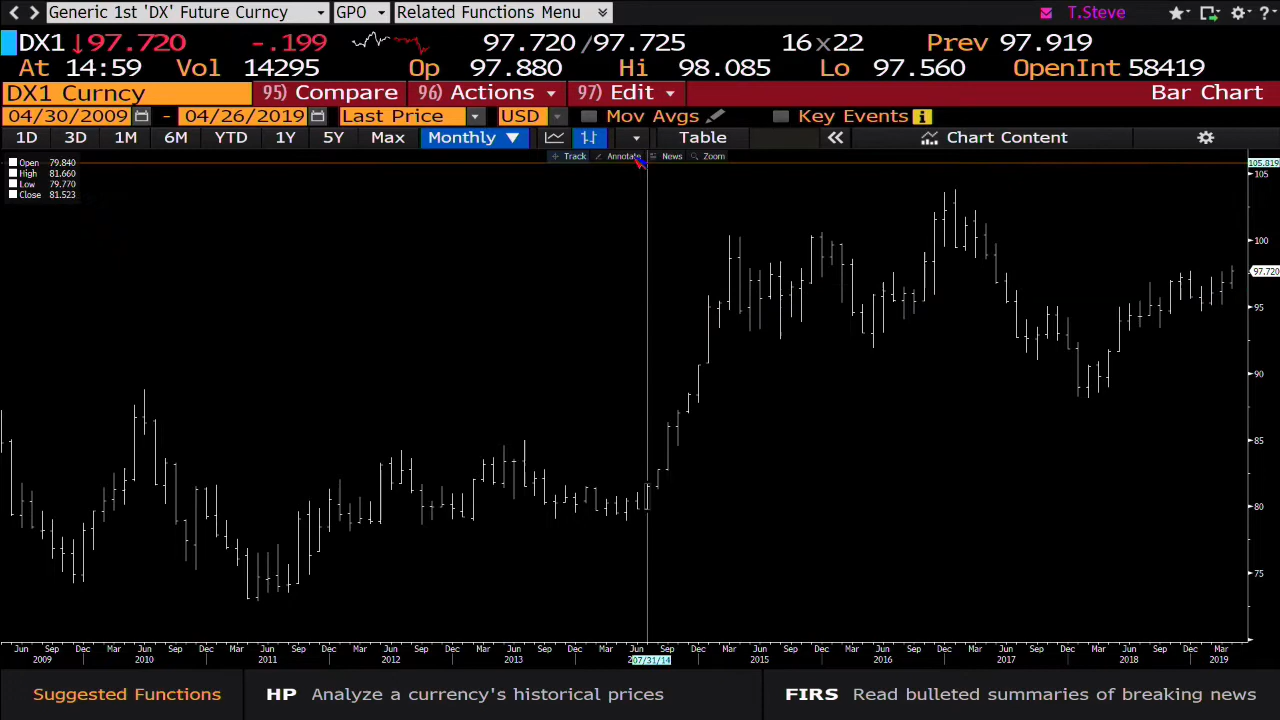 Generic 1st 'DX' Future Curncy GPO Related Functions Menu T.Steve ?
DX1 ↓97.720 -.199 97.720/97.725 16x22 Prev 97.919
At 14:59 Vol 14295 Op 97.880 Hi 98.085 Lo 97.560 OpenInt 58419
DX1 Curncy 95) Compare 96) Actions 97) Edit Bar Chart
04/30/2009 - 04/26/2019 Last Price USD Mov Avgs Key Events i
1D 3D 1M 6M YTD 1Y 5Y Max Monthly ▼ Table « Chart Content
Track Annotate News Zoom
Open 79.840
High 81.660
Low 79.770
Close 81.523
105.819
105
100
97.720
95
90
85
80
75
Jun Sep Dec Mar Jun Sep Dec Mar Jun Sep Dec Mar Jun Sep Dec Mar Jun Sep Dec Mar Jun Sep Dec Mar Jun Sep Dec Mar Jun Sep Dec Mar Jun Sep Dec Mar Jun Sep Dec Mar
2009 2010 2011 2012 2013 07/31/14 2015 2016 2017 2018 2019
Suggested Functions HP Analyze a currency's historical prices FIRS Read bulleted summaries of breaking news